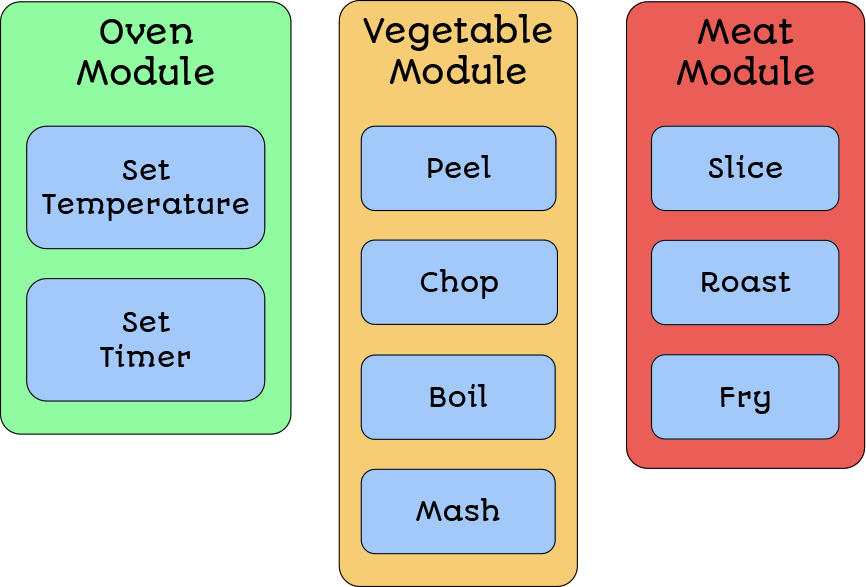 Oven
Module
Set
Temperature
Set
Timer
Vegetable
Module
Peel
Chop
Boil
Mash
Meat
Module
Slice
Roast
Fry